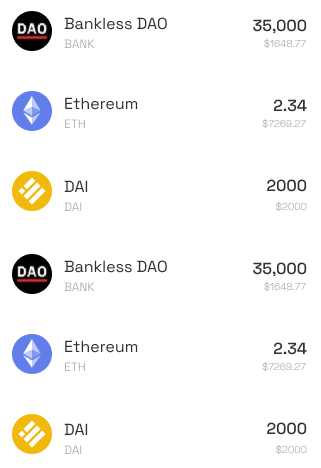 DAO Bankless DAO 35,000
BANK $1648.77
Ethereum 2.34
ETH $7269.27
DAI 2000
DAI $2000
DAO Bankless DAO 35,000
BANK $1648.77
Ethereum 2.34
ETH $7269.27
DAI 2000
DAI $2000